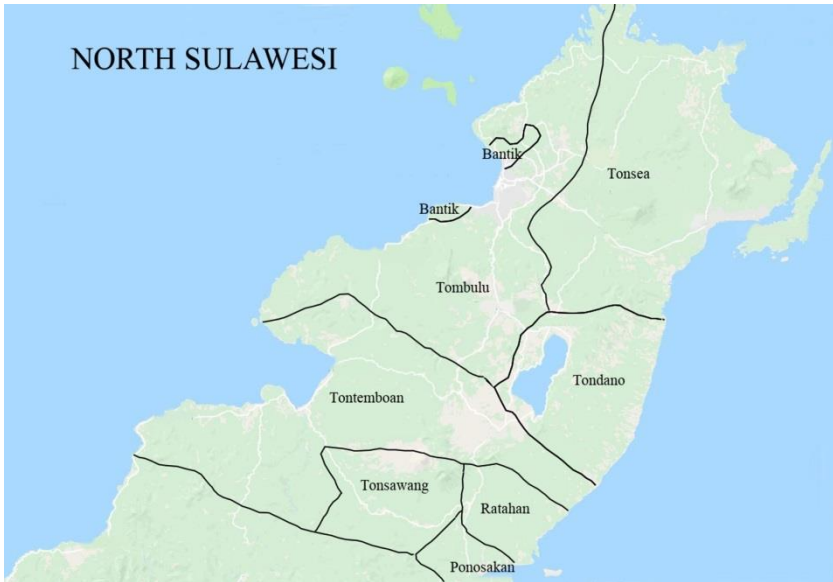 NORTH SULAWESI
Bantik
Tonsea
Bantik
Tombulu
Tondano
Tontemboan
Tonsawang
Ratahan
Ponosakan